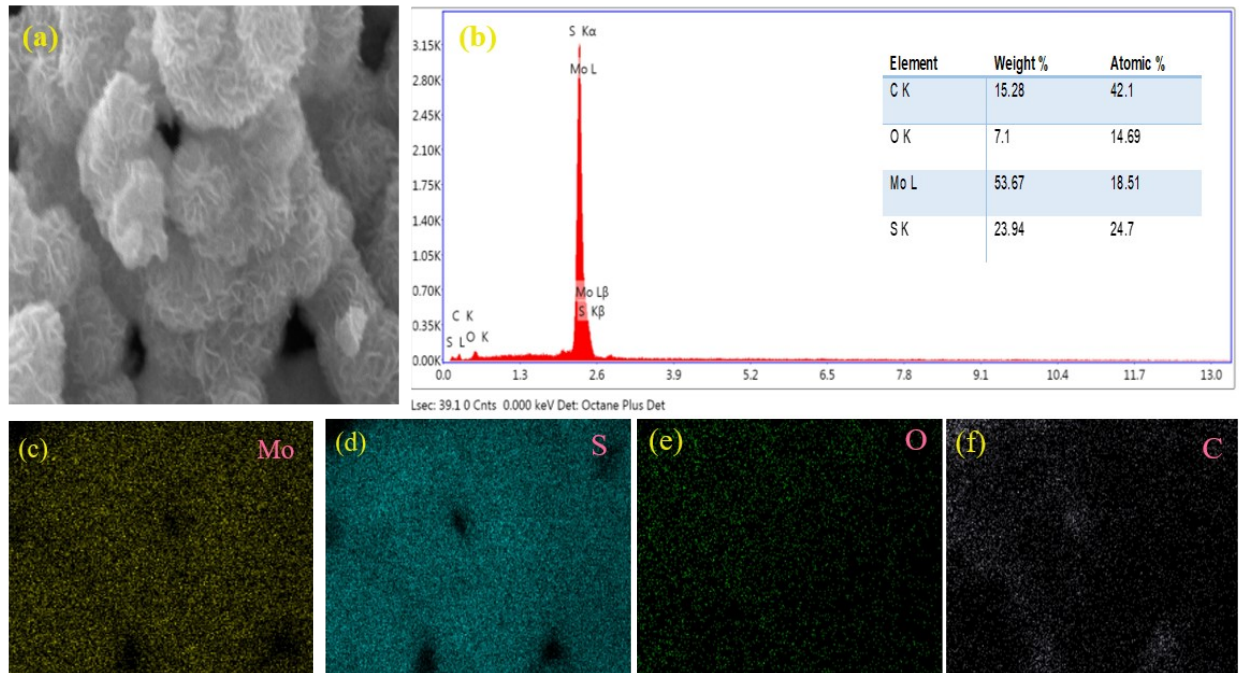 (a)
(b)
S Kα
Mo L
3.15K
2.80K
2.45K
2.10K
1.75K
1.40K
1.05K
0.70K
0.35K
0.00K
Mo Lβ
S Kβ
C K
S L O K
0.0 1.3 2.6 3.9 5.2 6.5 7.8 9.1 10.4 11.7 13.0
Element Weight % Atomic %
C K 15.28 42.1
O K 7.1 14.69
Mo L 53.67 18.51
S K 23.94 24.7
Lsec: 39.1 0 Cnts 0.000 keV Det: Octane Plus Det
(c) Mo
(d) S
(e) O
(f) C